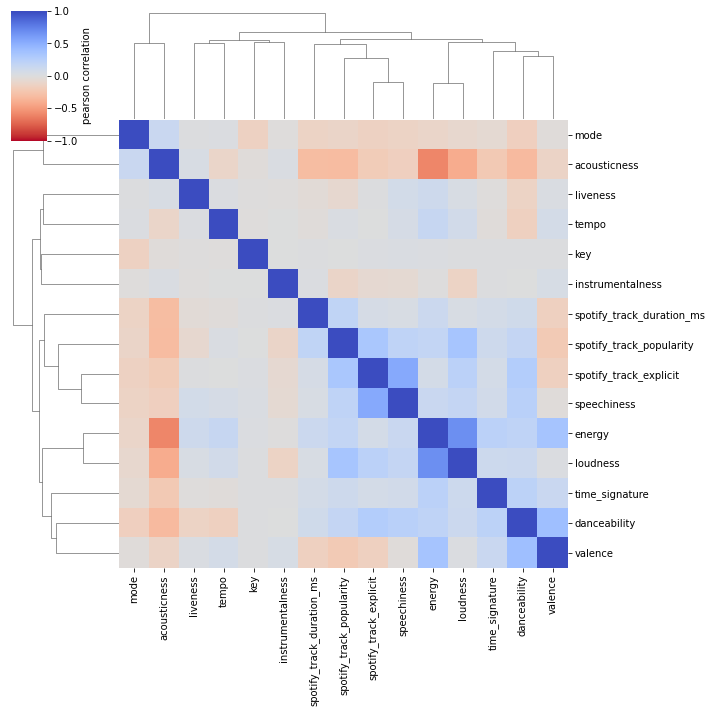 1.0
0.5
0.0
−0.5
−1.0
pearson correlation
mode
acousticness
liveness
tempo
key
instrumentalness
spotify_track_duration_ms
spotify_track_popularity
spotify_track_explicit
speechiness
energy
loudness
time_signature
danceability
valence
mode
acousticness
liveness
tempo
key
instrumentalness
spotify_track_duration_ms
spotify_track_popularity
spotify_track_explicit
speechiness
energy
loudness
time_signature
danceability
valence